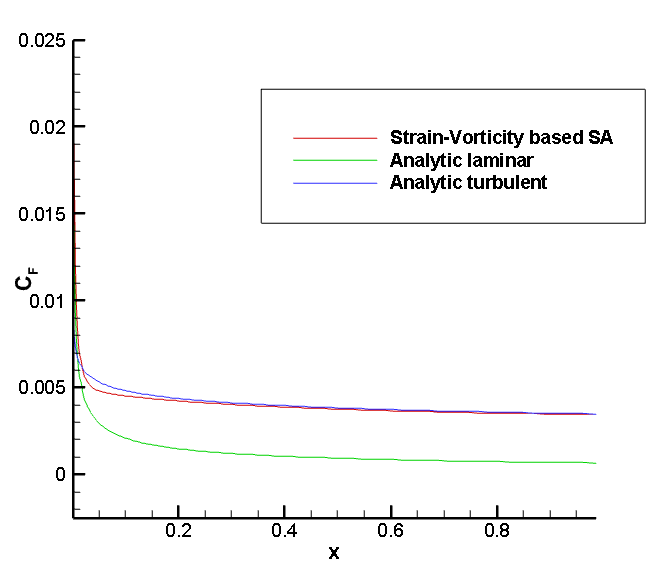 0.025
0.02
0.015
0.01
0.005
0
C_F
Strain-Vorticity based SA
Analytic laminar
Analytic turbulent
0.2 0.4 0.6 0.8
x